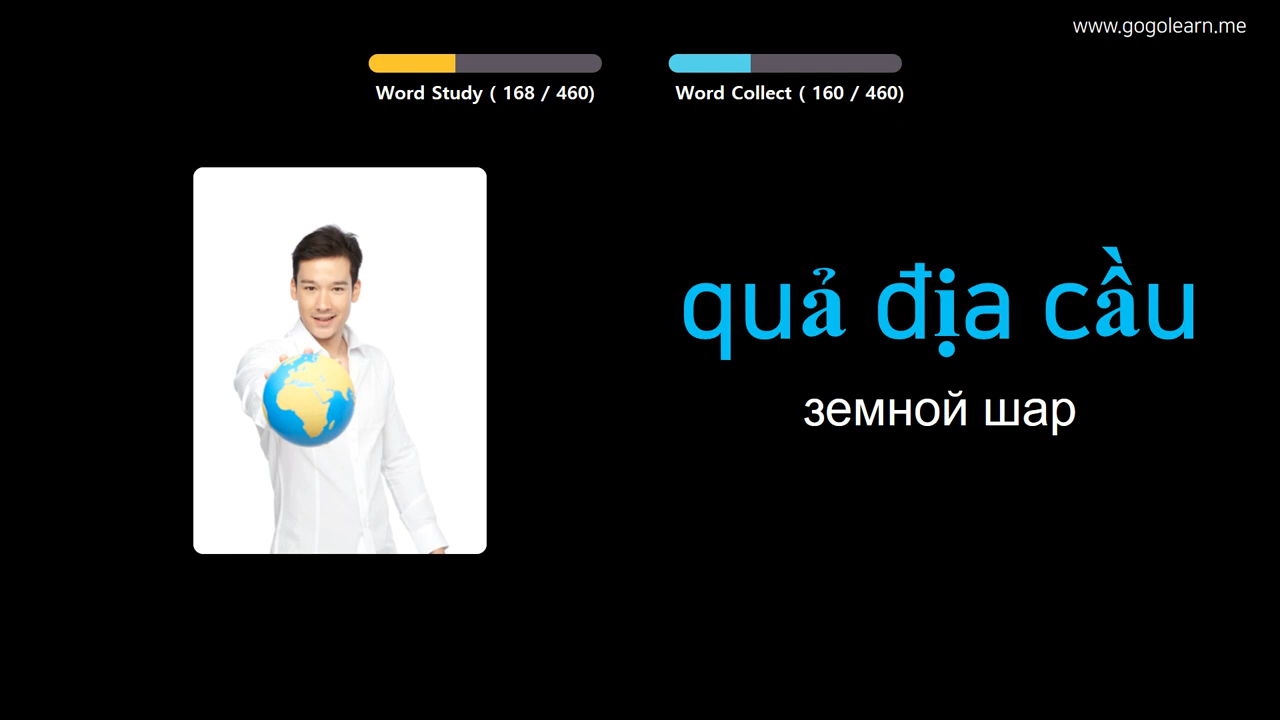 www.gogolearn.me
Word Study ( 168 / 460)
Word Collect ( 160 / 460)
quả địa cầu
земной шар